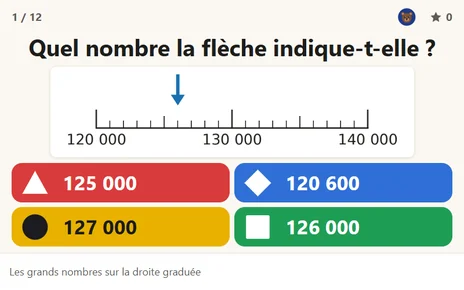 1 / 12
0
Quel nombre la flèche indique-t-elle ?
120 000
130 000
140 000
125 000
120 600
127 000
126 000
Les grands nombres sur la droite graduée